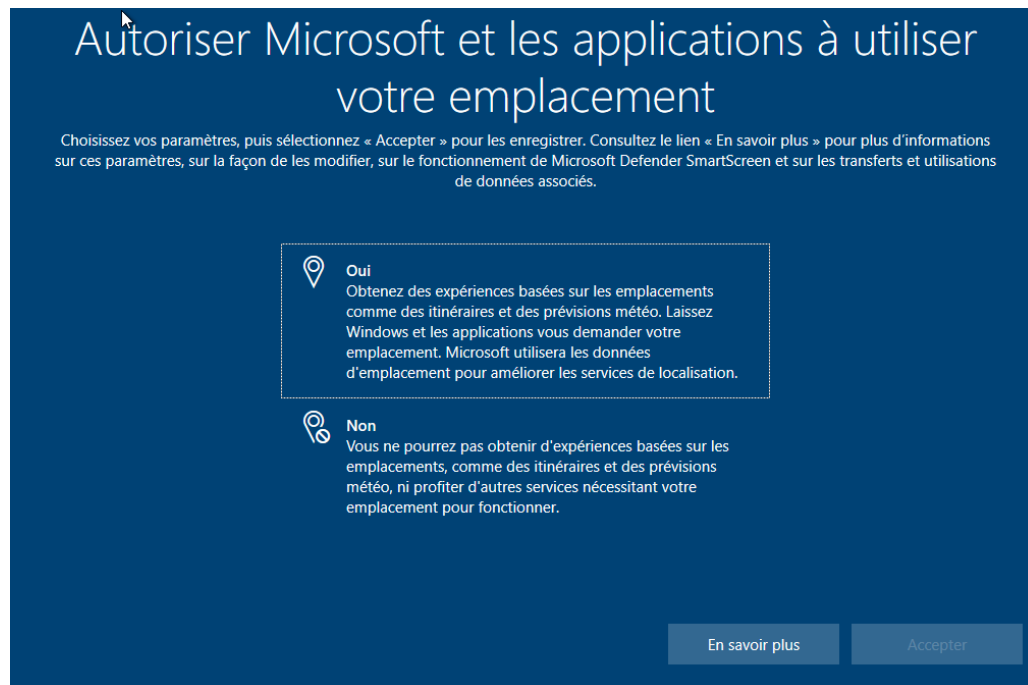 Autoriser Microsoft et les applications à utiliser
votre emplacement
Choisissez vos paramètres, puis sélectionnez « Accepter » pour les enregistrer. Consultez le lien « En savoir plus » pour plus d'informations
sur ces paramètres, sur la façon de les modifier, sur le fonctionnement de Microsoft Defender SmartScreen et sur les transferts et utilisations
de données associés.
Oui
Obtenez des expériences basées sur les emplacements
comme des itinéraires et des prévisions météo. Laissez
Windows et les applications vous demander votre
emplacement. Microsoft utilisera les données
d'emplacement pour améliorer les services de localisation.
Non
Vous ne pourrez pas obtenir d'expériences basées sur les
emplacements, comme des itinéraires et des prévisions
météo, ni profiter d'autres services nécessitant votre
emplacement pour fonctionner.
En savoir plus
Accepter